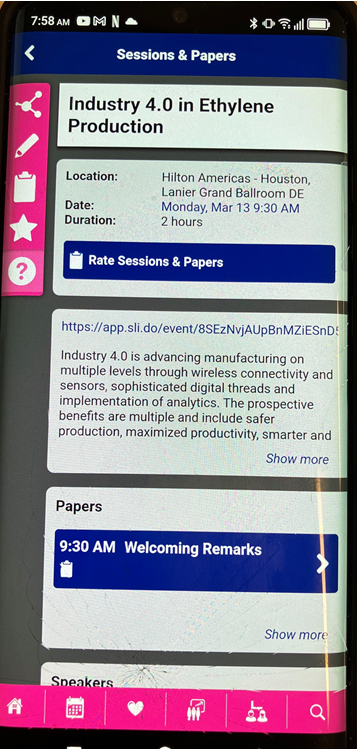 7:58 AM
Sessions & Papers
Industry 4.0 in Ethylene
Production
Location: Hilton Americas - Houston,
Lanier Grand Ballroom DE
Date: Monday, Mar 13 9:30 AM
Duration: 2 hours
Rate Sessions & Papers
?
https://app.sli.do/event/8SEzNvjAUpBnMZiESnD
Industry 4.0 is advancing manufacturing on
multiple levels through wireless connectivity and
sensors, sophisticated digital threads and
implementation of analytics. The prospective
benefits are multiple and include safer
production, maximized productivity, smarter and
Show more
Papers
9:30 AM Welcoming Remarks
Show more
Speakers